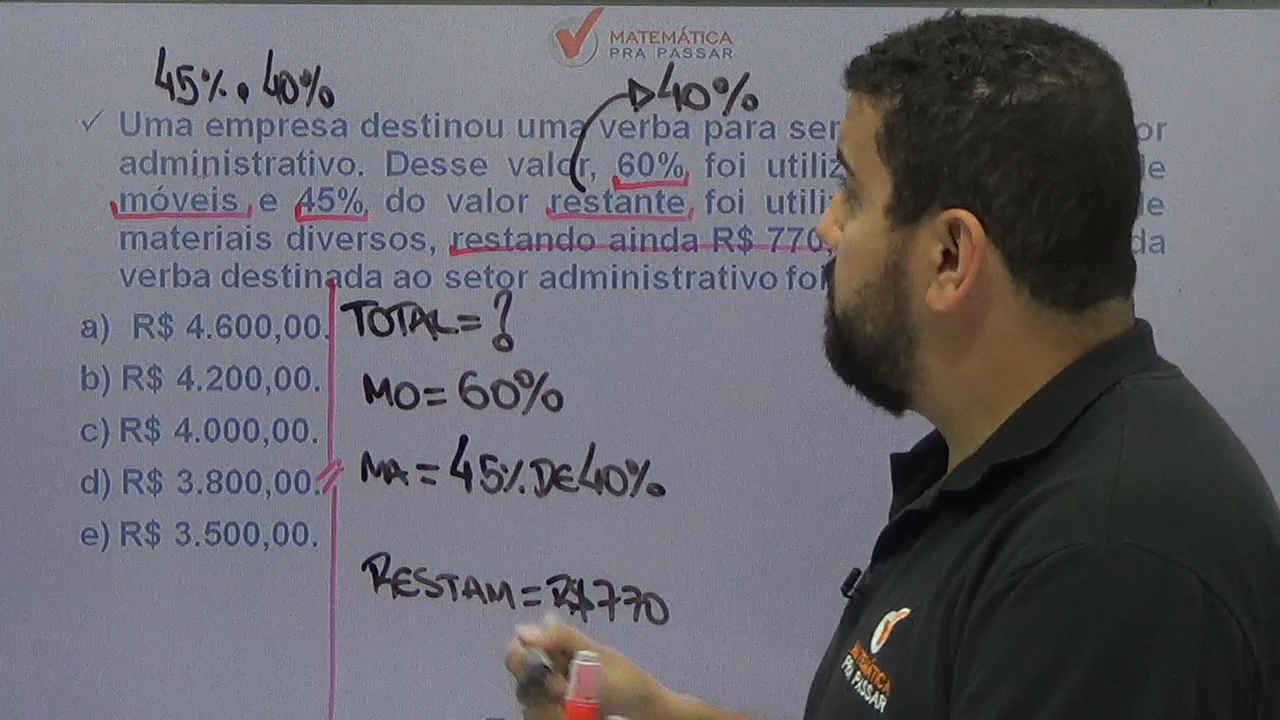 MATEMÁTICA
PRA PASSAR
45% . 40%
40%
✓ Uma empresa destinou uma verba para ser
administrativo. Desse valor, 60% foi
móveis e 45% do valor restante foi
materiais diversos, restando ainda R$ 770,
verba destinada ao setor administrativo foi
a) R$ 4.600,00.
b) R$ 4.200,00.
c) R$ 4.000,00.
d) R$ 3.800,00.
e) R$ 3.500,00.
TOTAL = ?
MO = 60%
MA = 45% DE 40%
RESTAM = R$ 770
MATEMÁTICA
PRA PASSAR